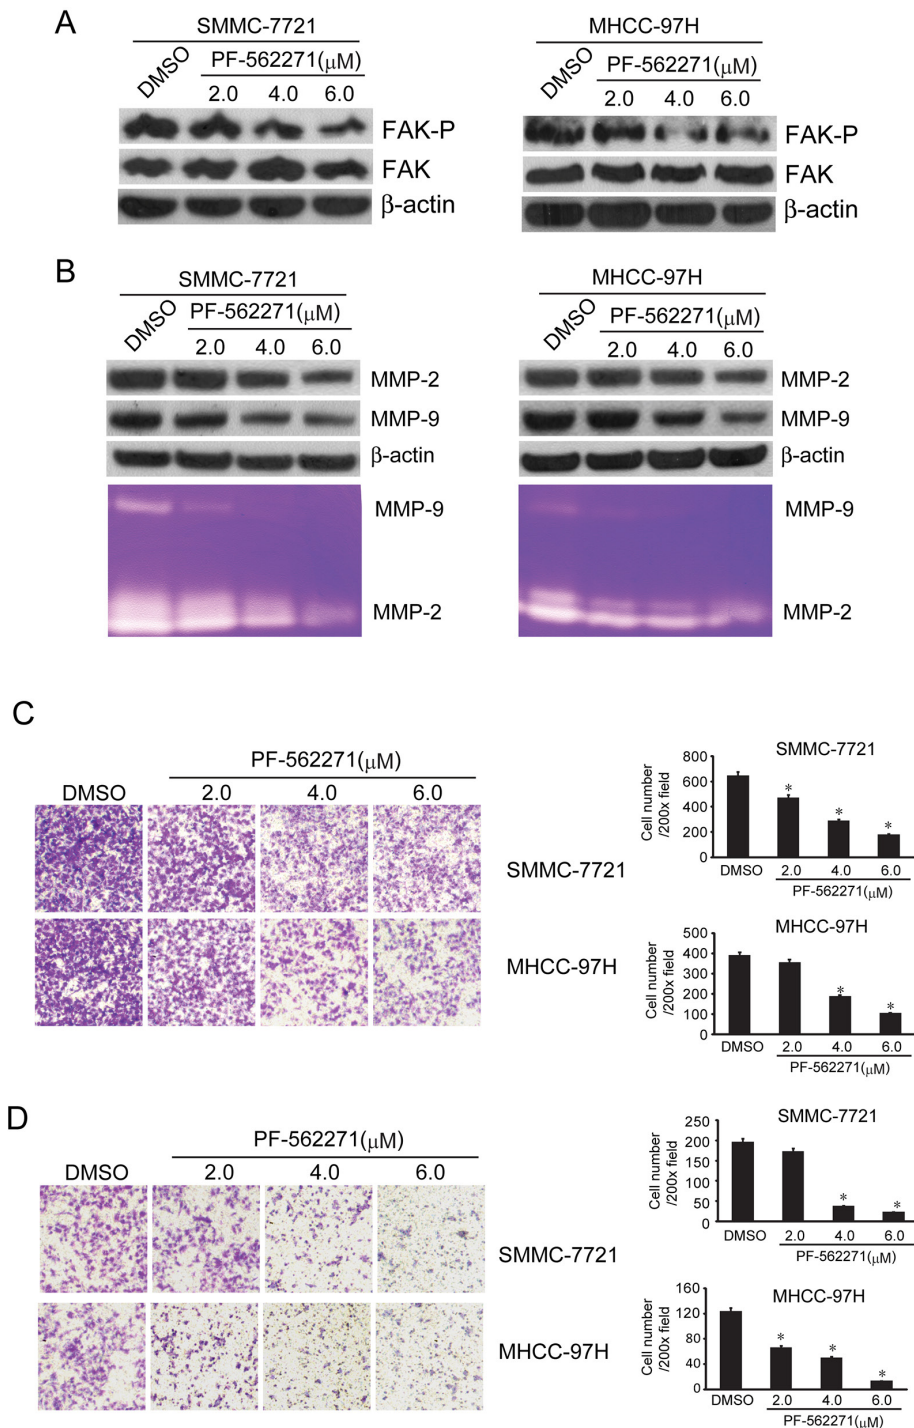 A
SMMC-7721
DMSO
PF-562271(μM)
2.0 4.0 6.0
FAK-P
FAK
β-actin
MHCC-97H
DMSO
PF-562271(μM)
2.0 4.0 6.0
FAK-P
FAK
β-actin
B
SMMC-7721
DMSO
PF-562271(μM)
2.0 4.0 6.0
MMP-2
MMP-9
β-actin
MMP-9
MMP-2
MHCC-97H
DMSO
PF-562271(μM)
2.0 4.0 6.0
MMP-2
MMP-9
β-actin
MMP-9
MMP-2
C
PF-562271(μM)
DMSO 2.0 4.0 6.0
SMMC-7721
MHCC-97H
SMMC-7721
Cell number
/200x field
800
600
400
200
0
* * *
DMSO 2.0 4.0 6.0
PF-562271(μM)
MHCC-97H
Cell number
/200x field
500
400
300
200
100
0
* *
DMSO 2.0 4.0 6.0
PF-562271(μM)
D
PF-562271(μM)
DMSO 2.0 4.0 6.0
SMMC-7721
MHCC-97H
SMMC-7721
Cell number
/200x field
250
200
150
100
50
0
* *
DMSO 2.0 4.0 6.0
PF-562271(μM)
MHCC-97H
Cell number
/200x field
160
120
80
40
0
* * *
DMSO 2.0 4.0 6.0
PF-562271(μM)